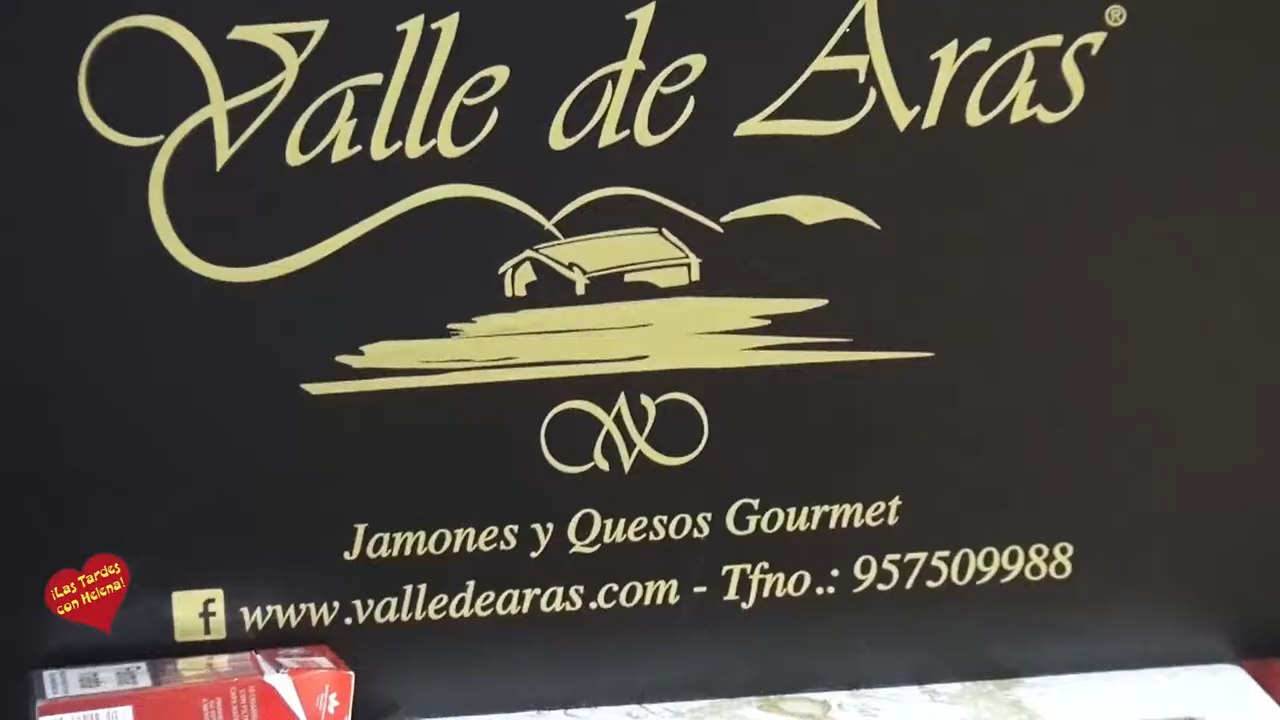 Valle de Aras®
Jamones y Quesos Gourmet
f www.valledearas.com - Tfno.: 957509988
¡Las Tardes
con Helena!